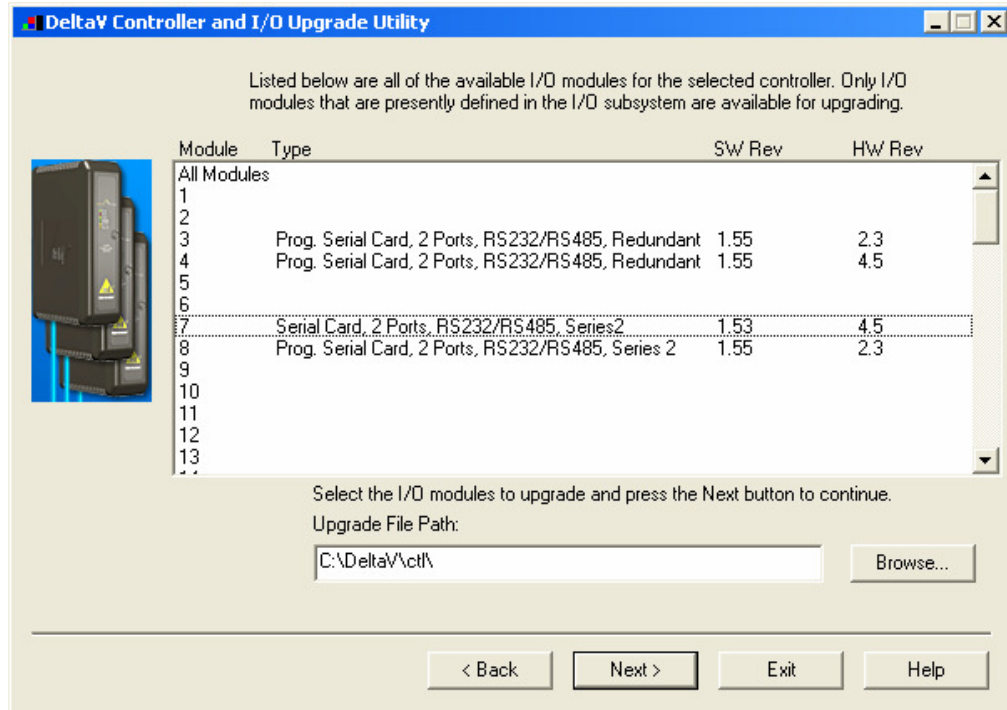 DeltaV Controller and I/O Upgrade Utility
Listed below are all of the available I/O modules for the selected controller. Only I/O
modules that are presently defined in the I/O subsystem are available for upgrading.
Module Type SW Rev HW Rev
All Modules
1
2
3 Prog. Serial Card, 2 Ports, RS232/RS485, Redundant 1.55 2.3
4 Prog. Serial Card, 2 Ports, RS232/RS485, Redundant 1.55 4.5
5
6
7 Serial Card, 2 Ports, RS232/RS485, Series2 1.53 4.5
8 Prog. Serial Card, 2 Ports, RS232/RS485, Series 2 1.55 2.3
9
10
11
12
13
Select the I/O modules to upgrade and press the Next button to continue.
Upgrade File Path:
C:\DeltaV\ctl\
Browse...
< Back Next > Exit Help